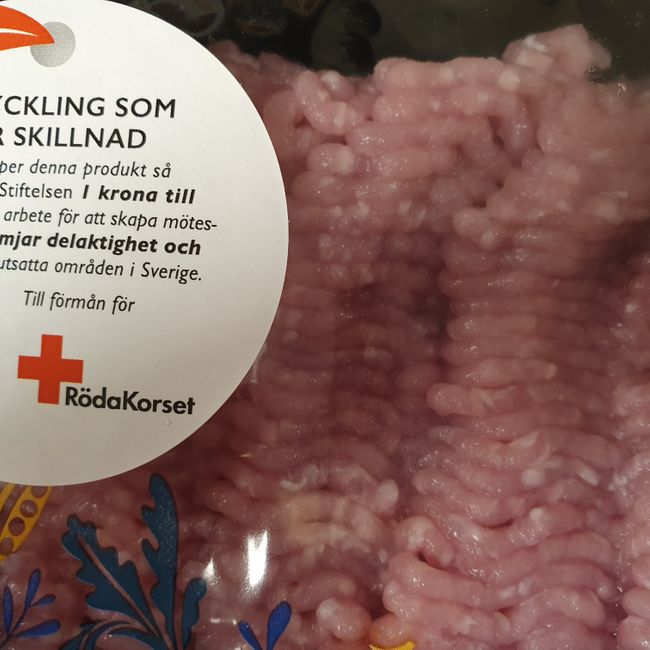 YCKLING SOM
R SKILLNAD
per denna produkt så
Stiftelsen 1 krona till
arbete för att skapa mötes-
mjar delaktighet och
utsatta områden i Sverige.
Till förmån för
RödaKorset